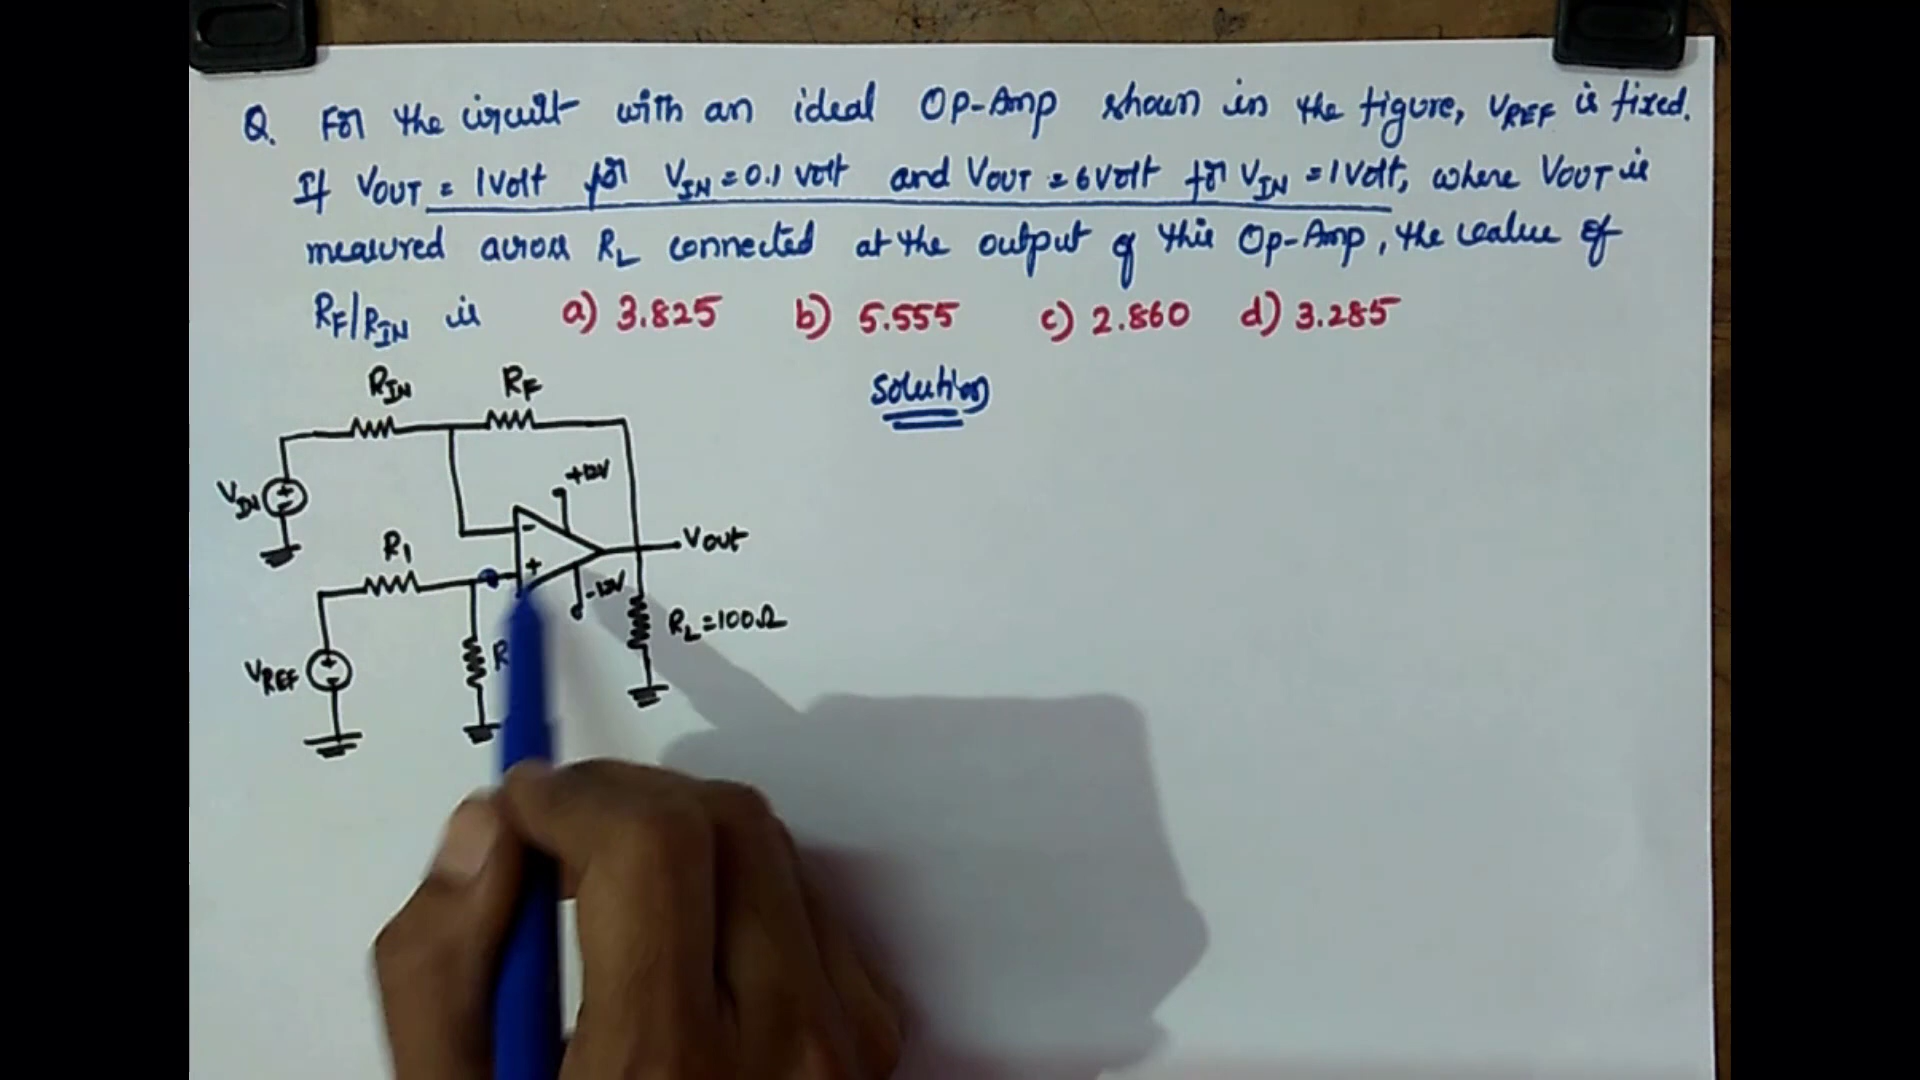 Q. For the circuit with an ideal Op-Amp shown in the figure, VREF is fixed.
If VOUT = 1Volt for VIN = 0.1 volt and VOUT = 6Volt for VIN = 1Volt, where VOUT is
measured across RL connected at the output of this Op-Amp, the value of
RF/RIN is a) 3.825 b) 5.555 c) 2.860 d) 3.285
Solution
RIN RF
+12V
VIN
-
R1
Vout
+
-12V
RL=100Ω
R
VREF